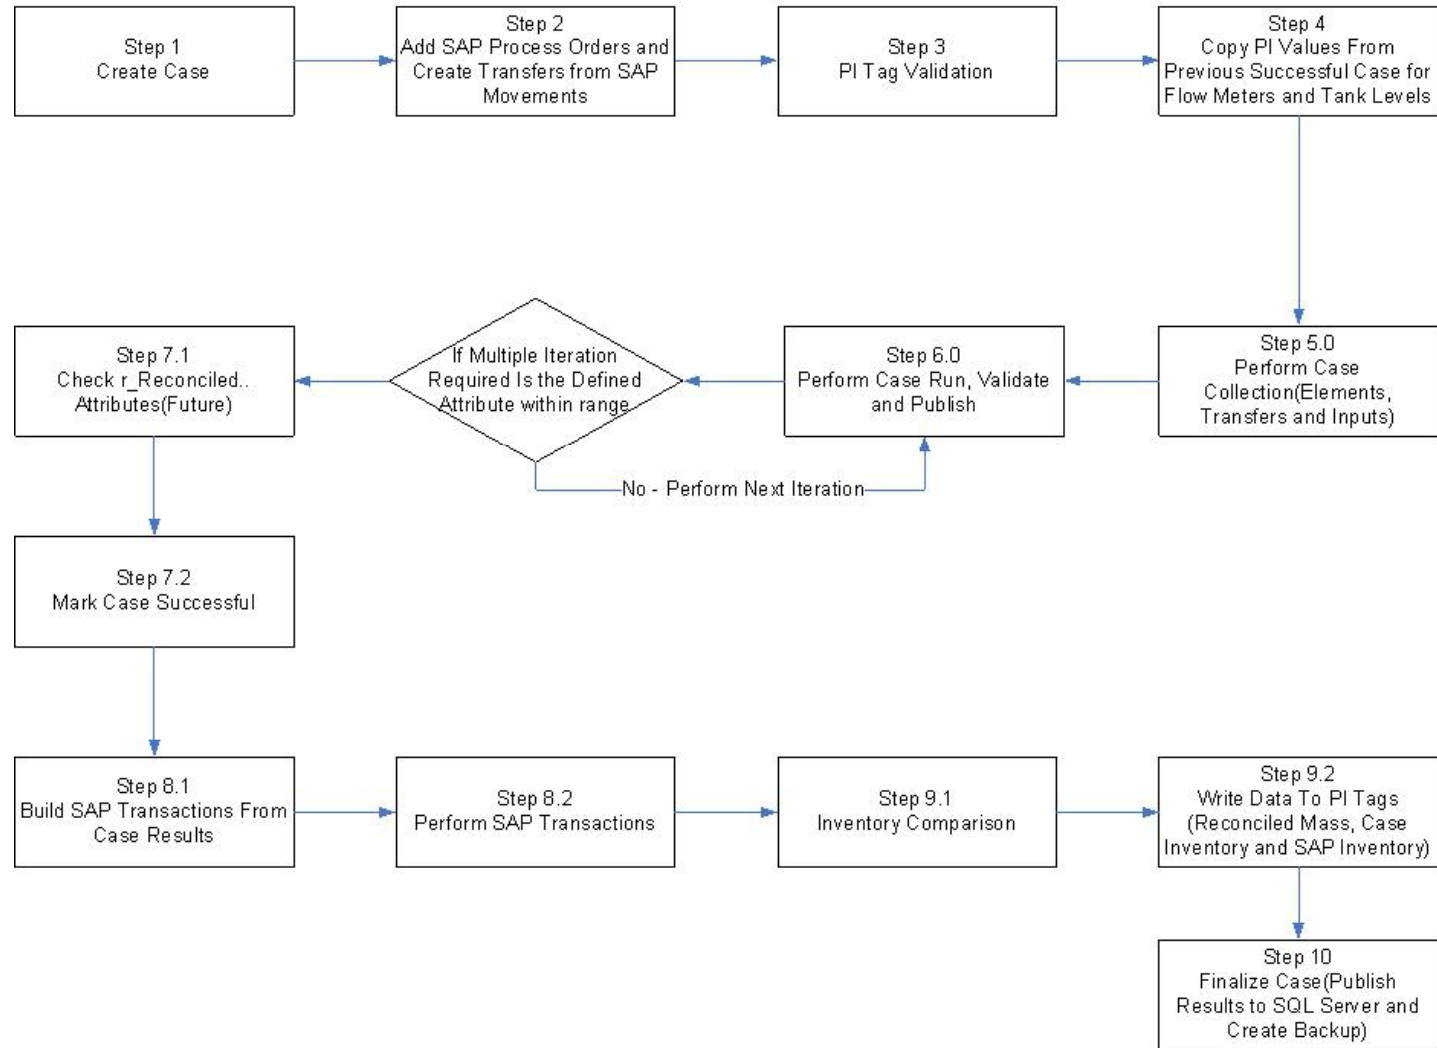 Step 1
Create Case
Step 2
Add SAP Process Orders and
Create Transfers from SAP
Movements
Step 3
PI Tag Validation
Step 4
Copy PI Values From
Previous Successful Case for
Flow Meters and Tank Levels
Step 7.1
Check r_Reconciled..
Attributes(Future)
If Multiple Iteration
Required Is the Defined
Attribute within range
Step 6.0
Perform Case Run, Validate
and Publish
Step 5.0
Perform Case
Collection(Elements,
Transfers and Inputs)
No - Perform Next Iteration
Step 7.2
Mark Case Successful
Step 8.1
Build SAP Transactions From
Case Results
Step 8.2
Perform SAP Transactions
Step 9.1
Inventory Comparison
Step 9.2
Write Data To PI Tags
(Reconciled Mass, Case
Inventory and SAP Inventory)
Step 10
Finalize Case(Publish
Results to SQL Server and
Create Backup)